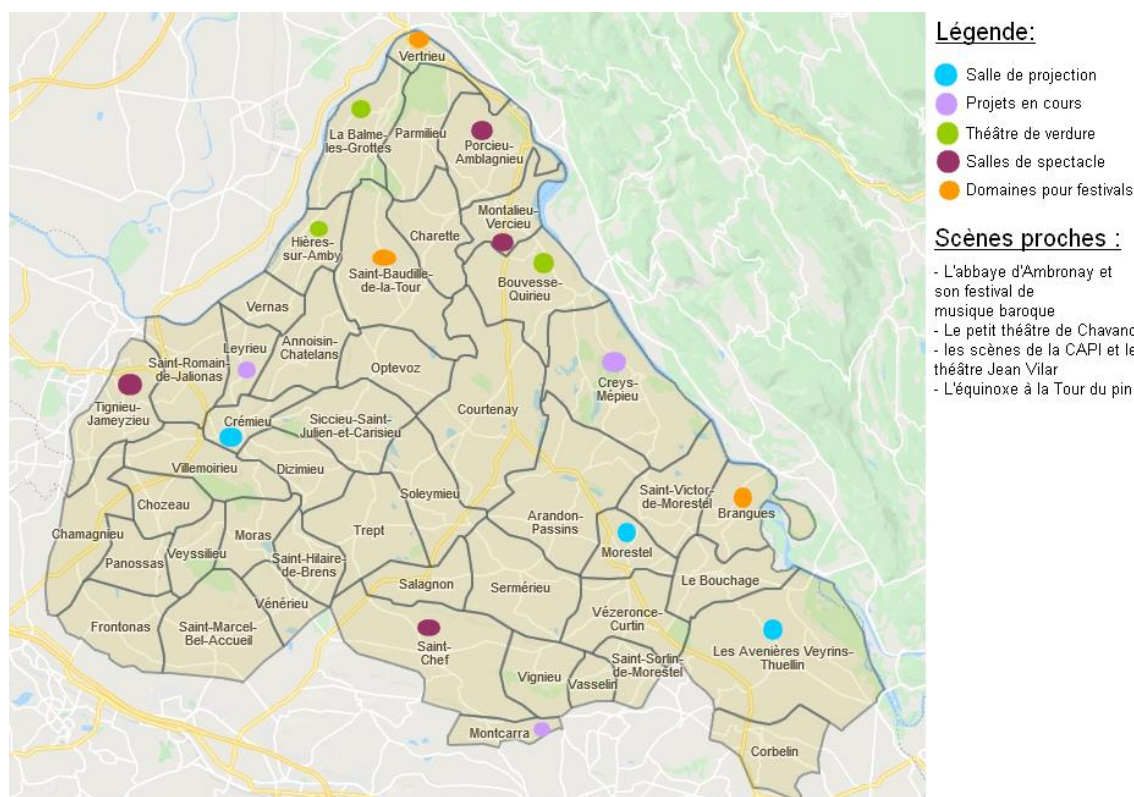 Vertrieu
La Balme-
les-Grottes
Parmilieu
Porcieu-
Amblagnieu
Montalieu-
Vercieu
Charette
Hières-
sur-Amby
Saint-Baudille-
de-la-Tour
Bouvesse-
Quirieu
Vernas
Annoisin-
Chatelans
Leyrieu
Saint-Romain-
de-Jalionas
Optevoz
Creys-
Mépieu
Tignieu-
Jameyzieu
Crémieu
Siccieu-Saint-
Julien-et-Carisieu
Courtenay
Villemoirieu
Dizimieu
Soleymieu
Saint-Victor-
de-Morestel
Brangues
Chozeau
Arandon-
Passins
Chamagnieu
Moras
Trept
Morestel
Panossas
Veyssilieu
Saint-Hilaire-
de-Brens
Salagnon
Sermérieu
Le Bouchage
Vénérieu
Vézeronce-
Curtin
Frontonas
Saint-Marcel-
Bel-Accueil
Saint-
Chef
Les Avenières Veyrins-
Thuellin
Vignieu
Vasselin
Saint-Sorlin-
de-Morestel
Montcarra
Corbelin
Légende:
Salle de projection
Projets en cours
Théâtre de verdure
Salles de spectacle
Domaines pour festivals
Scènes proches :
- L'abbaye d'Ambronay et
son festival de
musique baroque
- Le petit théâtre de
- les scènes de la CAPI et le
théâtre Jean Vilar
- L'équinoxe à la Tour du pin